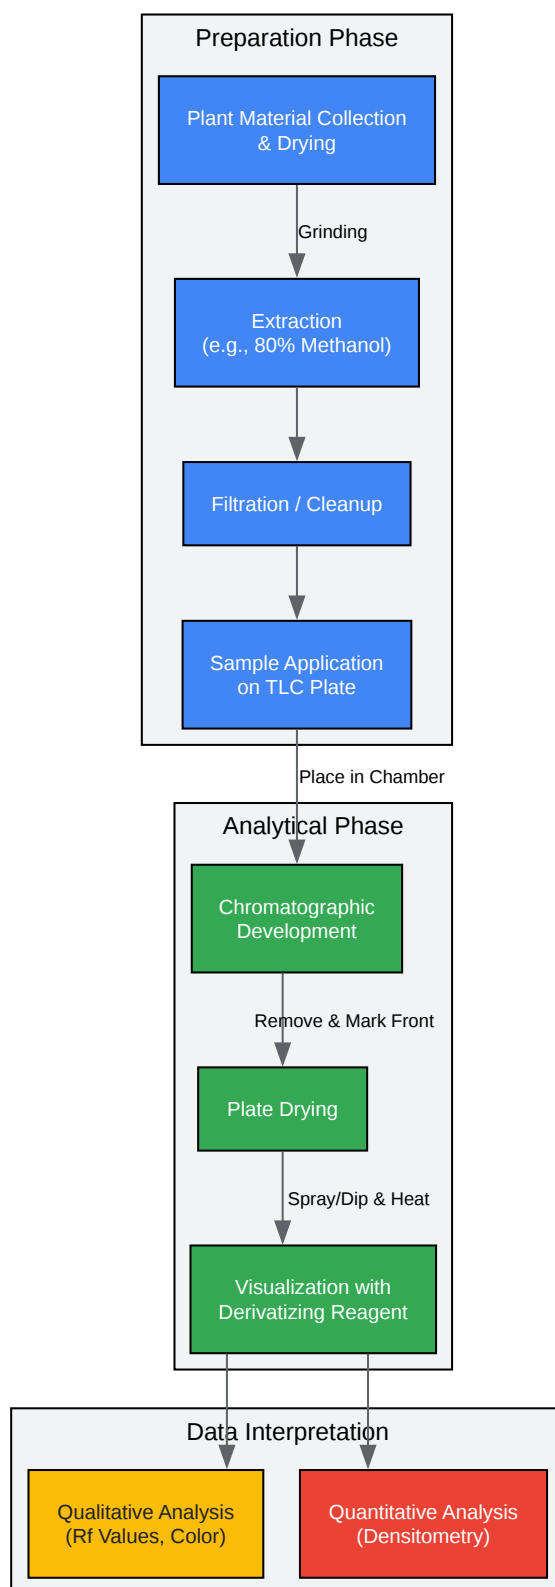 Preparation Phase
Plant Material Collection
& Drying
Grinding
Extraction
(e.g., 80% Methanol)
Filtration / Cleanup
Sample Application
on TLC Plate
Place in Chamber
Analytical Phase
Chromatographic
Development
Remove & Mark Front
Plate Drying
Spray/Dip & Heat
Visualization with
Derivatizing Reagent
Data Interpretation
Qualitative Analysis
(Rf Values, Color)
Quantitative Analysis
(Densitometry)